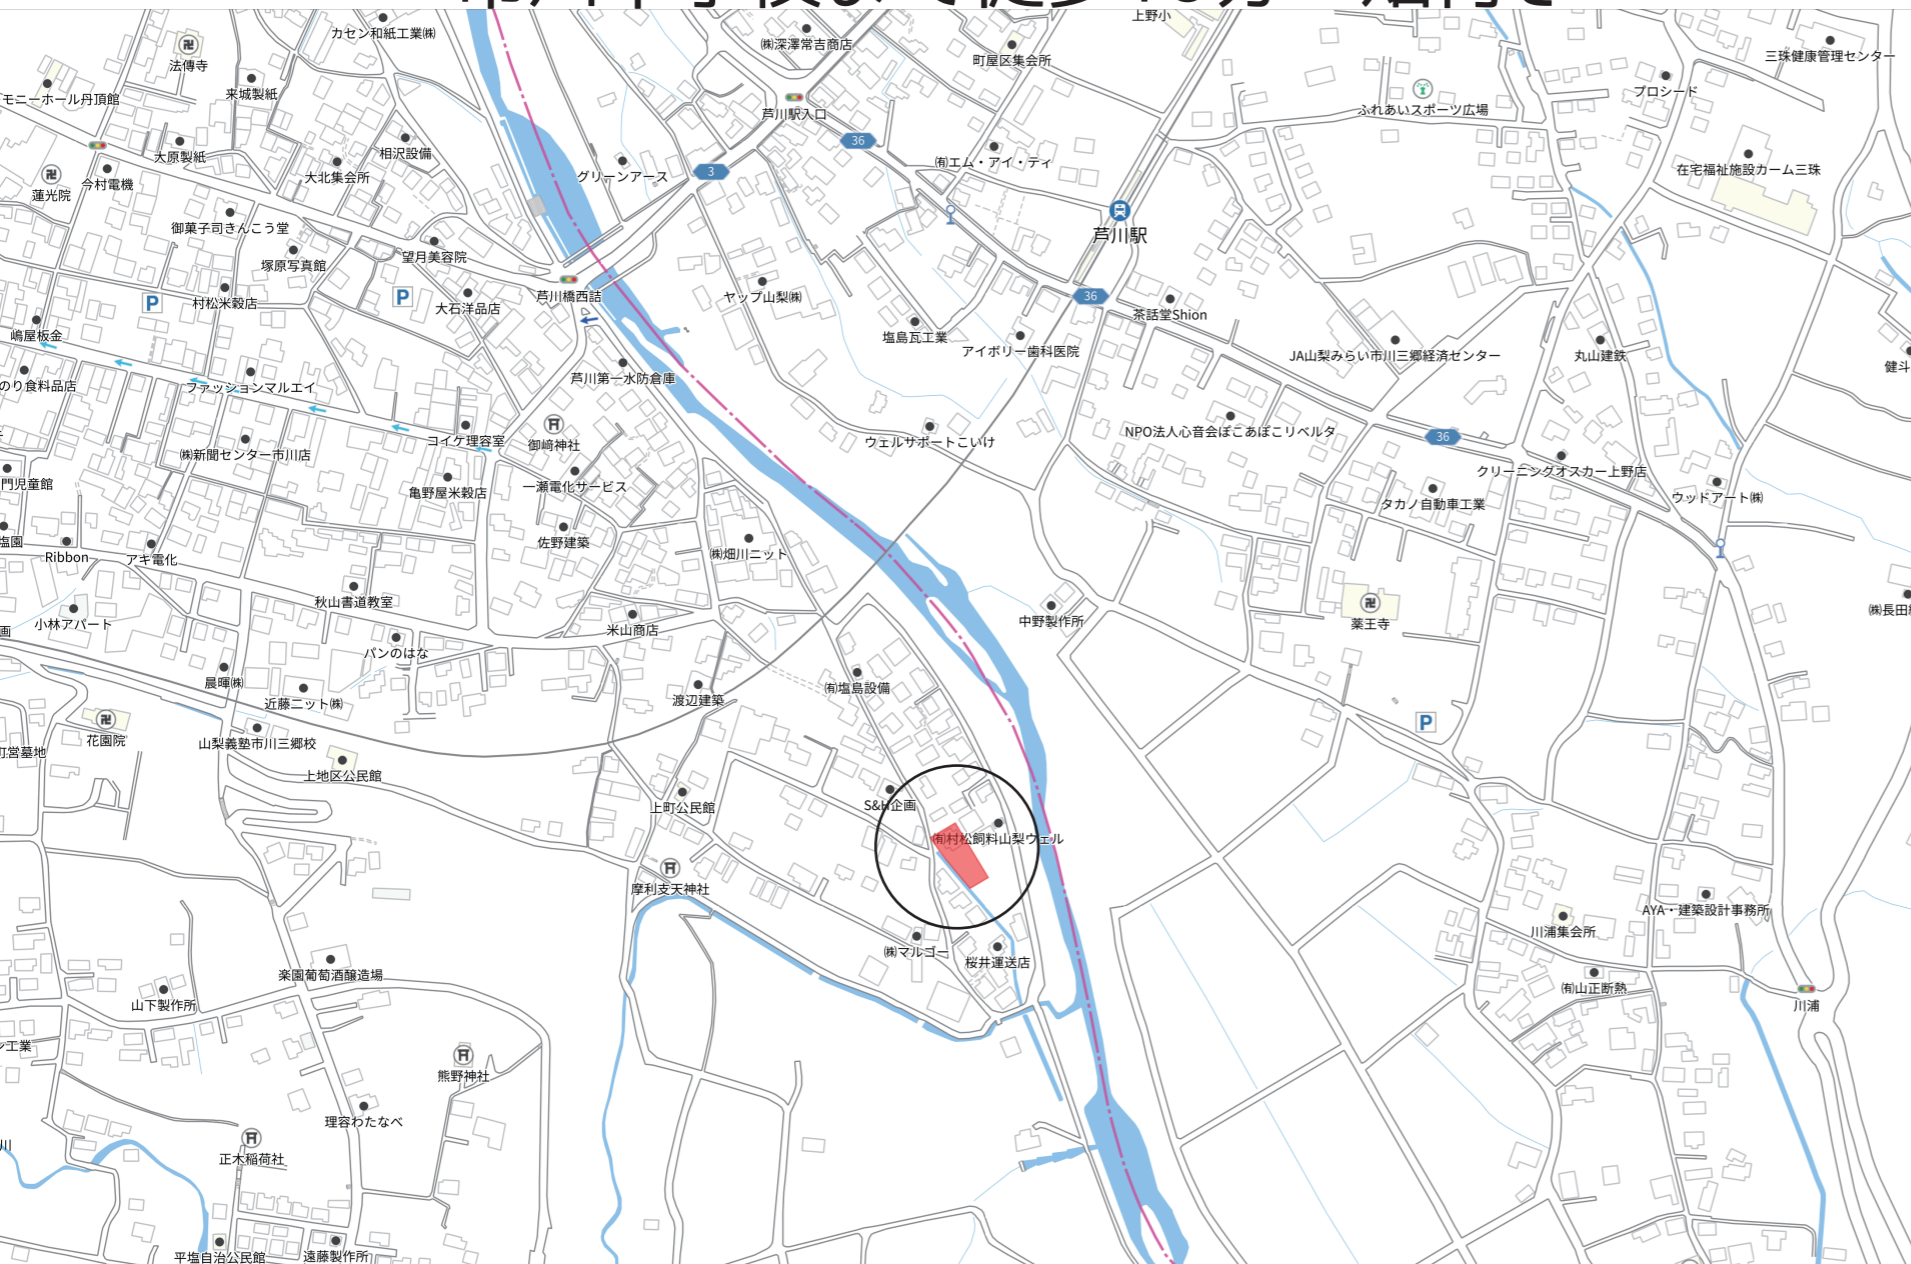 上野小
カセン和紙工業㈱
㈱深澤常吉商店
町屋区集会所
三珠健康管理センター
法傳寺
来城製紙
モニーホール丹頂館
芦川駅入口
ふれあいスポーツ広場
プロシード
36
大原製紙
相沢設備
グリーンアース
3
㈲エム・アイ・ティ
在宅福祉施設カーム三珠
蓮光院
今村電機
大北集会所
御菓子司きんこう堂
芦川駅
塚原写真館
望月美容院
P
村松米穀店
P
大石洋品店
芦川橋西詰
ヤップ山梨㈱
36
茶話堂Shion
嶋屋板金
塩島瓦工業
アイボリー歯科医院
JA山梨みらい市川三郷経済センター
丸山建鉄
健斗
のり食料品店
ファッションマルエイ
芦川第一水防倉庫
コイケ理容室
御﨑神社
ウェルサポートこいけ
NPO法人心音会ぽこあぽこリベルタ
36
㈱新聞センター市川店
クリーニングオスカー上野店
門児童館
亀野屋米穀店
一瀬電化サービス
タカノ自動車工業
ウッドアート㈱
塩園
Ribbon
アキ電化
佐野建築
㈱畑川ニット
秋山書道教室
小林アパート
画
米山商店
中野製作所
薬王寺
㈱長田
パンのはな
晨暉㈱
近藤ニット㈱
渡辺建築
㈲塩島設備
花園院
山梨義塾市川三郷校
町営墓地
P
上地区公民館
上町公民館
S&H企画
㈲村松飼料山梨ウェル
摩利支天神社
AYA・建築設計事務所
川浦集会所
㈱マルゴー
桜井運送店
楽園葡萄酒醸造場
山下製作所
㈲山正断熱
川浦
ン工業
熊野神社
理容わたなべ
川
正木稲荷社
平塩自治公民館
遠藤製作所